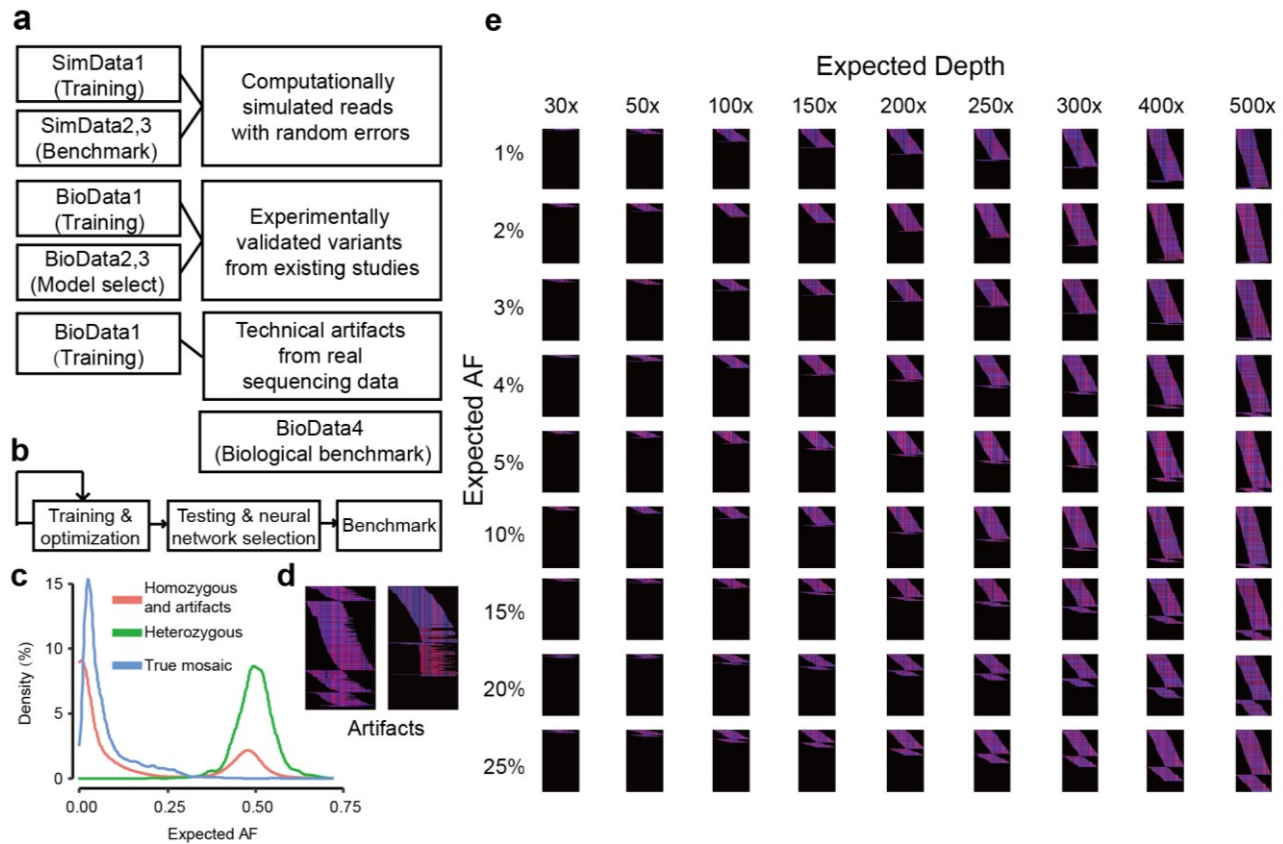 a
SimData1
(Training)
SimData2,3
(Benchmark)
Computationally
simulated reads
with random errors
BioData1
(Training)
BioData2,3
(Model select)
Experimentally
validated variants
from existing studies
BioData1
(Training)
Technical artifacts
from real
sequencing data
BioData4
(Biological benchmark)
b
Training &
optimization
Testing & neural
network selection
Benchmark
c
15
10
5
0
Density (%)
Homozygous
and artifacts
Heterozygous
True mosaic
0.00
0.25
0.50
0.75
Expected AF
d
Artifacts
e
Expected Depth
30x 50x 100x 150x 200x 250x 300x 400x 500x
Expected AF
1%
2%
3%
4%
5%
10%
15%
20%
25%